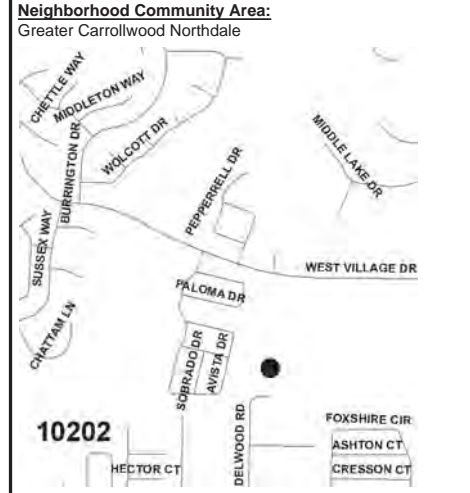 Neighborhood Community Area:
Greater Carrollwood Northdale
CHETTLE WAY
MIDDLETON WAY
WOLCOTT DR
BURRINGTON DR
MIDDLE LAKE DR
PEPPERRELL DR
SUSSEX WAY
WEST VILLAGE DR
PALOMA DR
CHATTAM LN
SOBRADO DR
AVISTA DR
10202
DELWOOD RD
FOXSHIRE CIR
ASHTON CT
HECTOR CT
CRESSON CT